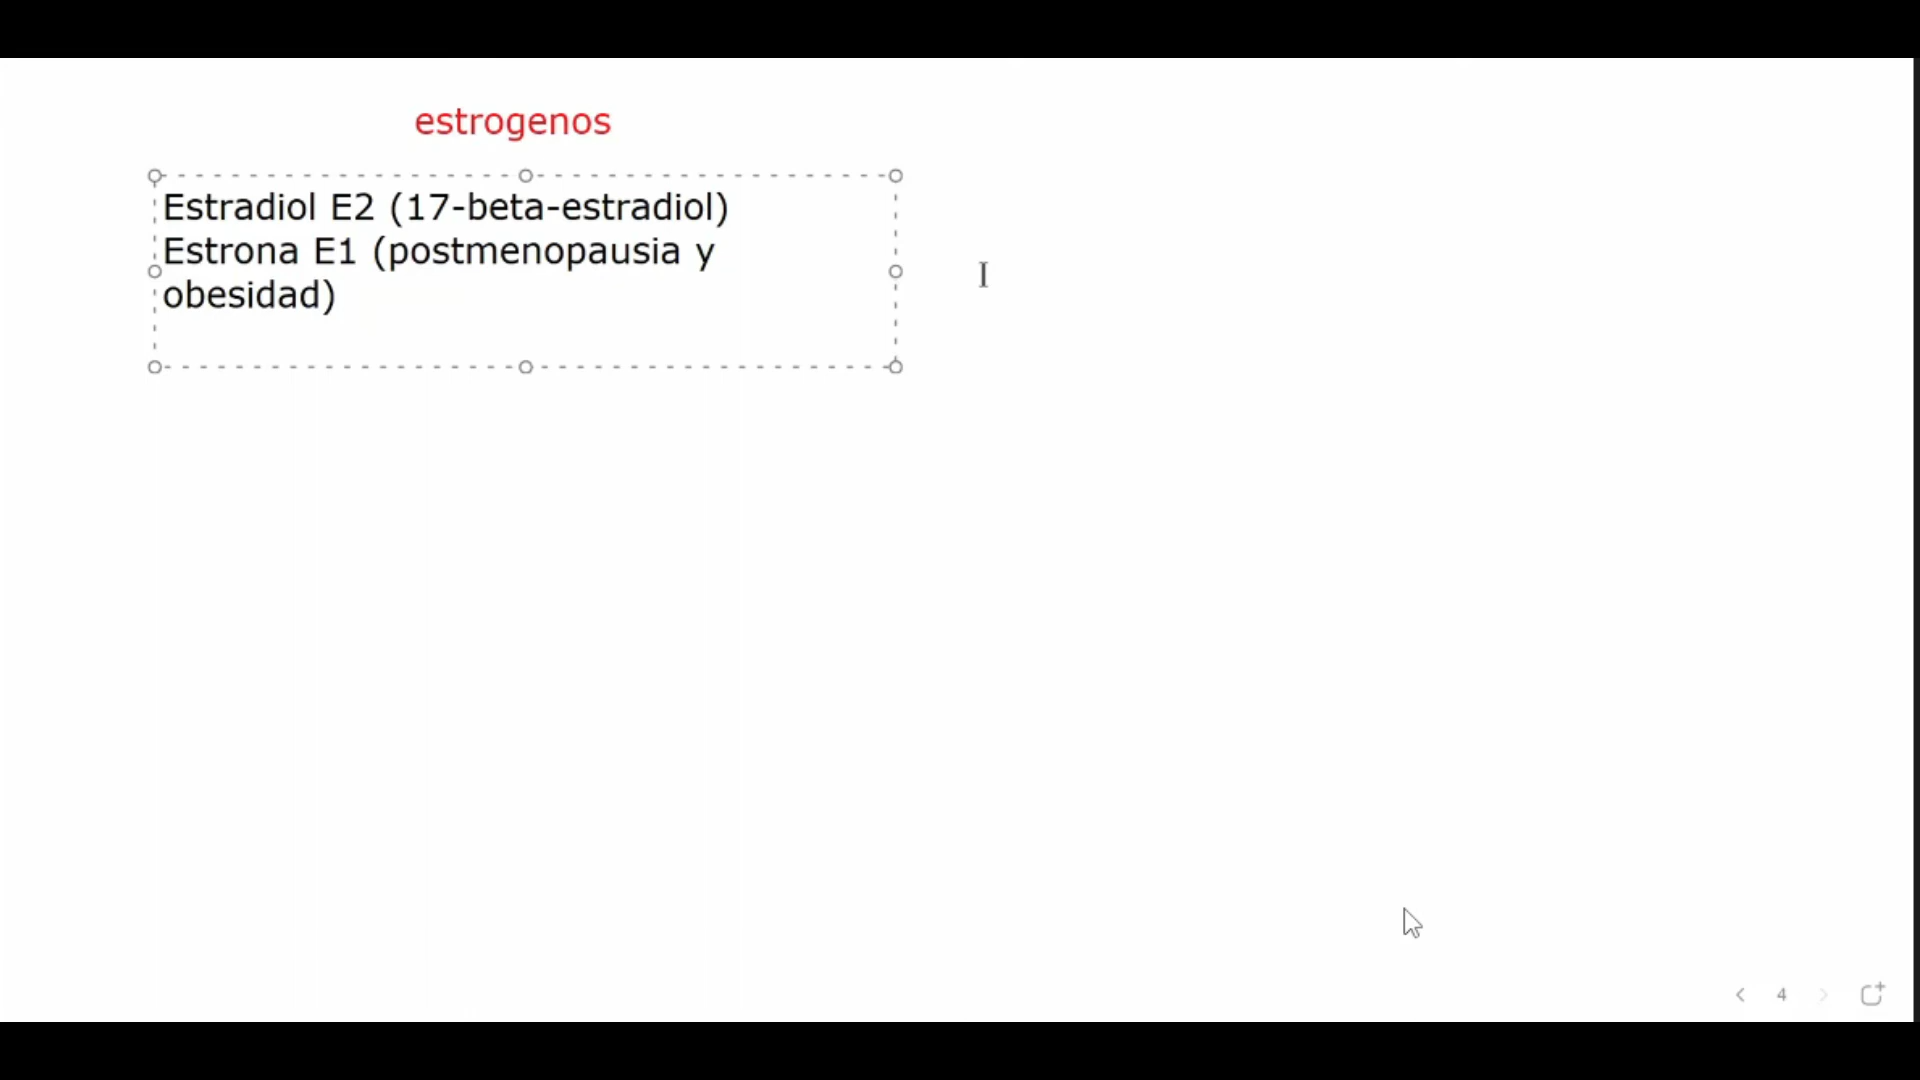 estrogenos
Estradiol E2 (17-beta-estradiol)
Estrona E1 (postmenopausia y
obesidad)
4